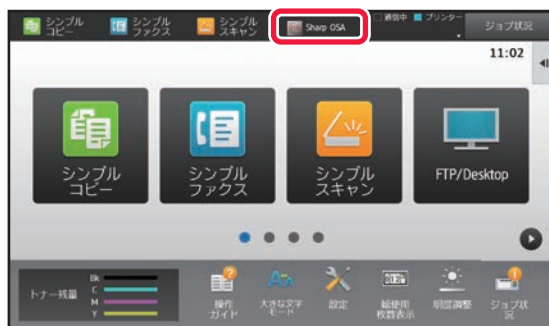 シンプル
コピー
シンプル
ファクス
シンプル
スキャン
Sharp OSA
通信中
プリンター
ジョブ状況
11:02
シンプル
コピー
シンプル
ファクス
シンプル
スキャン
FTP/Desktop
トナー残量
Bk
C
M
Y
操作
ガイド
大きな文字
モード
設定
総使用
枚数表示
明度調整
ジョブ状
況